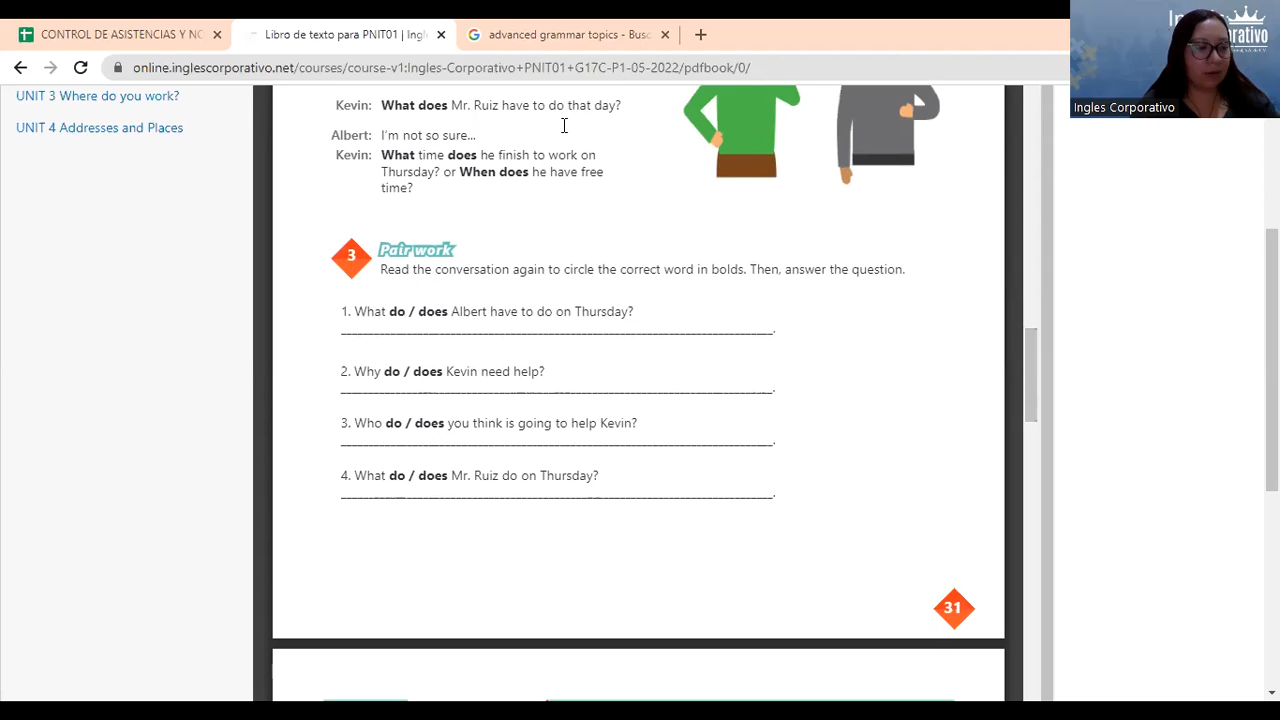 CONTROL DE ASISTENCIAS Y NO
Libro de texto para PNIT01 | Ingle
advanced grammar topics - Busc
online.inglescorporativo.net/courses/course-v1:Ingles-Corporativo+PNIT01+G17C-P1-05-2022/pdfbook/0/
Ingles Corporativo
UNIT 3 Where do you work?
UNIT 4 Addresses and Places
Kevin: What does Mr. Ruiz have to do that day?
Albert: I'm not so sure...
Kevin: What time does he finish to work on
Thursday? or When does he have free
time?
3 Pair work
Read the conversation again to circle the correct word in bolds. Then, answer the question.
1. What do / does Albert have to do on Thursday?
2. Why do / does Kevin need help?
3. Who do / does you think is going to help Kevin?
4. What do / does Mr. Ruiz do on Thursday?
31